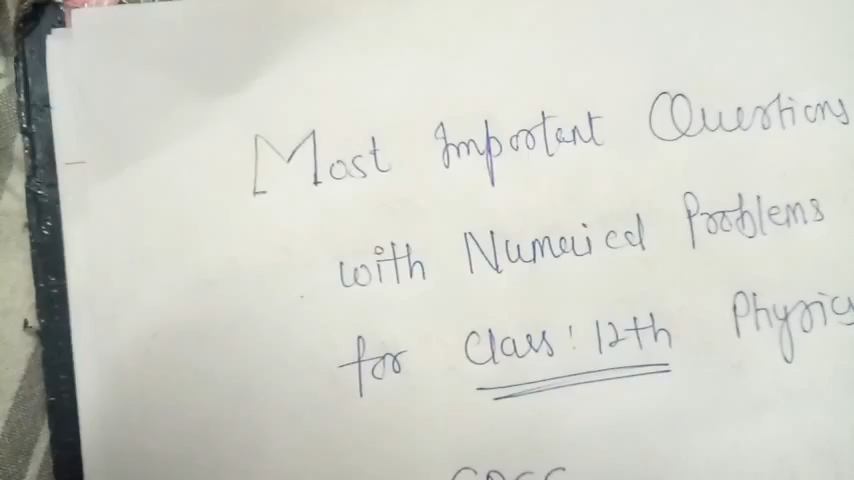 Most Important Questions
with Numerical Problems
for Class: 12th Physics